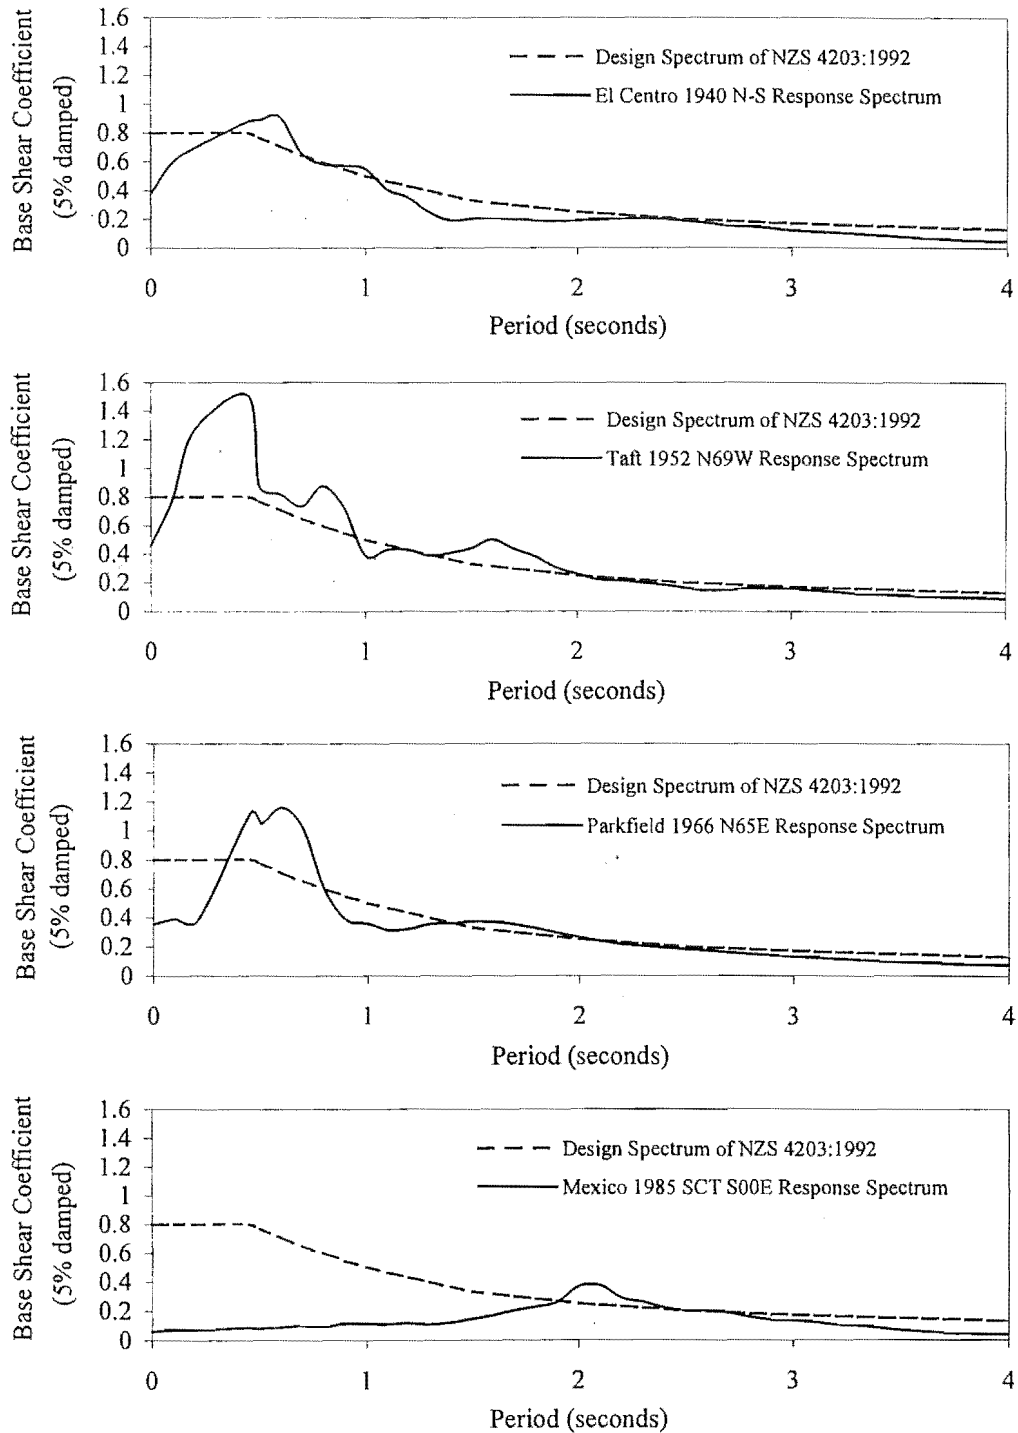 Base Shear Coefficient
(5% damped)
1.6
1.4
1.2
1
0.8
0.6
0.4
0.2
0
Design Spectrum of NZS 4203:1992
El Centro 1940 N-S Response Spectrum
0 1 2 3 4
Period (seconds)
Base Shear Coefficient
(5% damped)
1.6
1.4
1.2
1
0.8
0.6
0.4
0.2
0
Design Spectrum of NZS 4203:1992
Taft 1952 N69W Response Spectrum
0 1 2 3 4
Period (seconds)
Base Shear Coefficient
(5% damped)
1.6
1.4
1.2
1
0.8
0.6
0.4
0.2
0
Design Spectrum of NZS 4203:1992
Parkfield 1966 N65E Response Spectrum
0 1 2 3 4
Period (seconds)
Base Shear Coefficient
(5% damped)
1.6
1.4
1.2
1
0.8
0.6
0.4
0.2
0
Design Spectrum of NZS 4203:1992
Mexico 1985 SCT S00E Response Spectrum
0 1 2 3 4
Period (seconds)